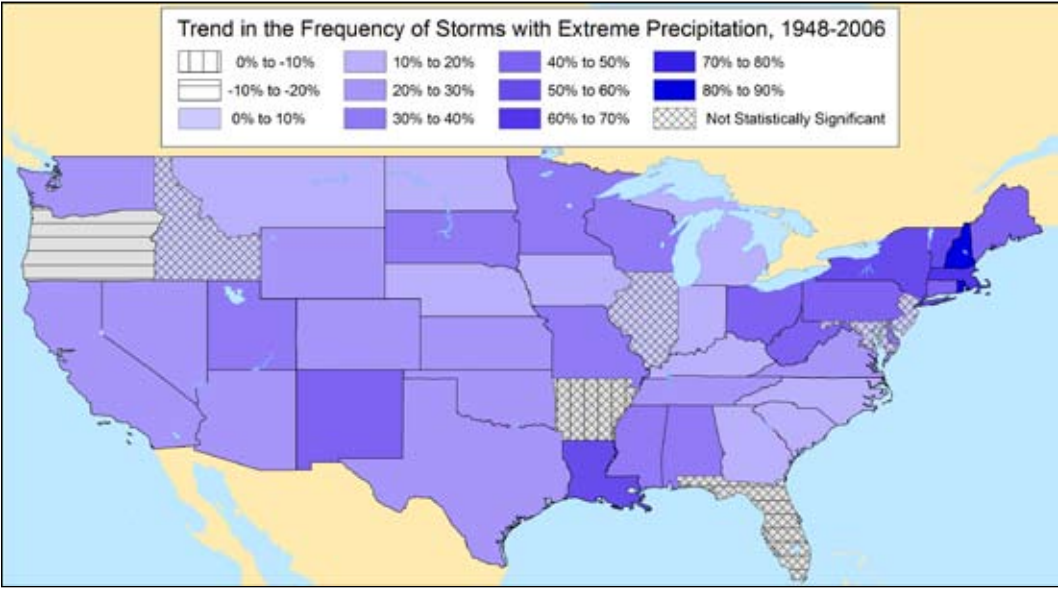 Trend in the Frequency of Storms with Extreme Precipitation, 1948-2006
0% to -10% 10% to 20% 40% to 50% 70% to 80%
-10% to -20% 20% to 30% 50% to 60% 80% to 90%
0% to 10% 30% to 40% 60% to 70% Not Statistically Significant